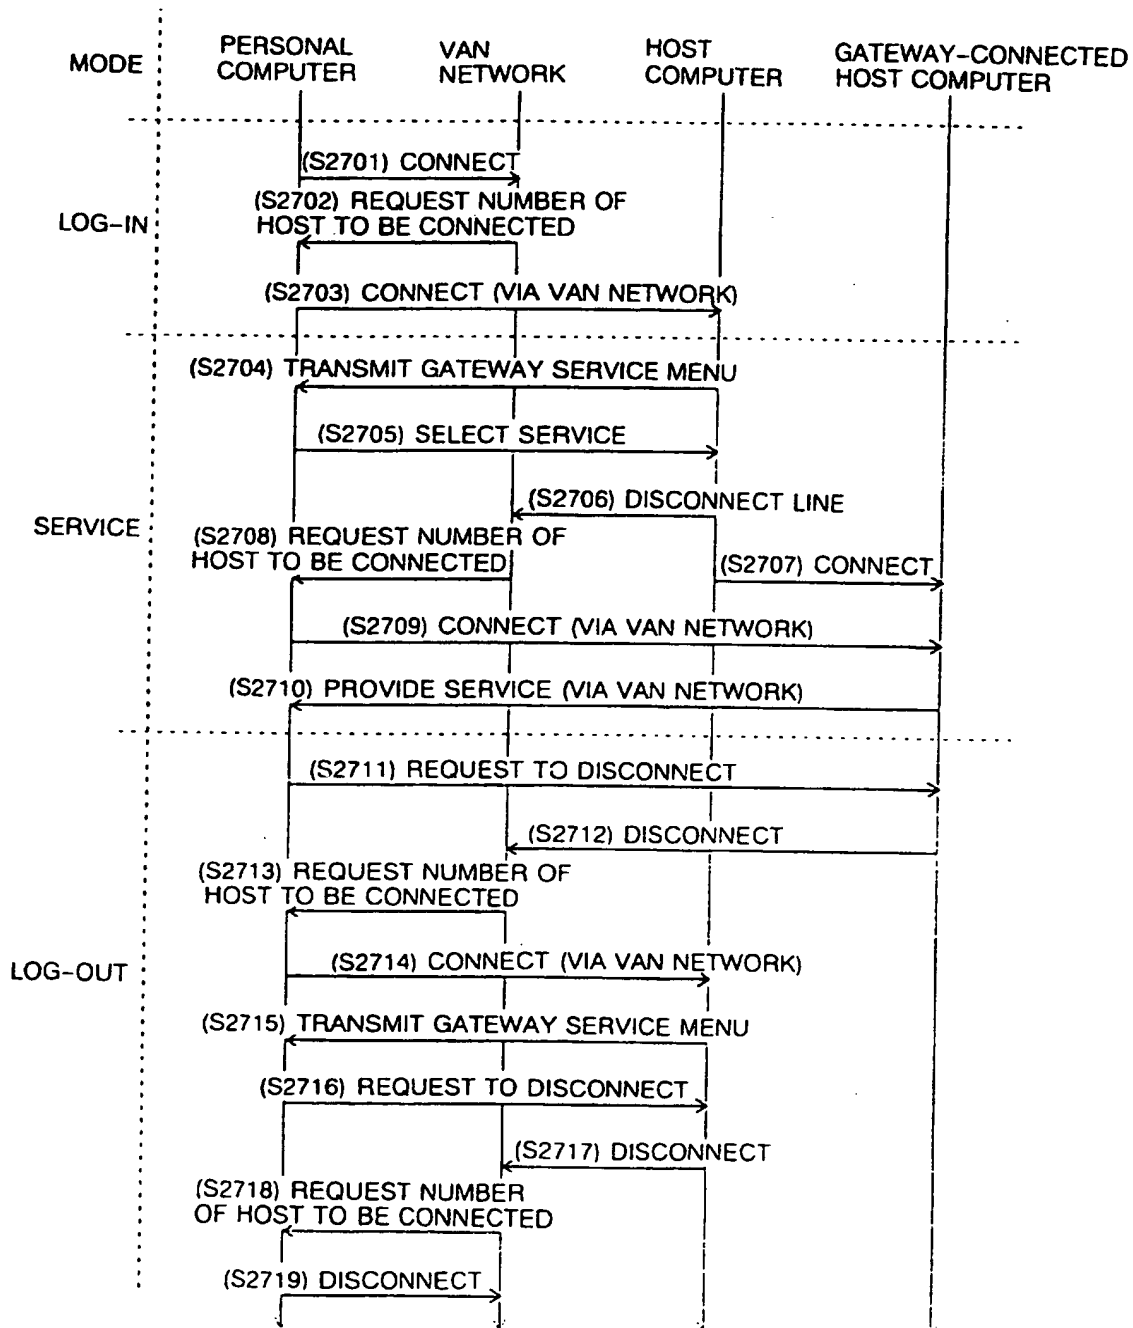 MODE
PERSONAL
COMPUTER
VAN
NETWORK
HOST
COMPUTER
GATEWAY-CONNECTED
HOST COMPUTER
LOG-IN
(S2701) CONNECT
(S2702) REQUEST NUMBER OF
HOST TO BE CONNECTED
(S2703) CONNECT (VIA VAN NETWORK)
SERVICE
(S2704) TRANSMIT GATEWAY SERVICE MENU
(S2705) SELECT SERVICE
(S2706) DISCONNECT LINE
(S2708) REQUEST NUMBER OF
HOST TO BE CONNECTED
(S2707) CONNECT
(S2709) CONNECT (VIA VAN NETWORK)
(S2710) PROVIDE SERVICE (VIA VAN NETWORK)
LOG-OUT
(S2711) REQUEST TO DISCONNECT
(S2712) DISCONNECT
(S2713) REQUEST NUMBER OF
HOST TO BE CONNECTED
(S2714) CONNECT (VIA VAN NETWORK)
(S2715) TRANSMIT GATEWAY SERVICE MENU
(S2716) REQUEST TO DISCONNECT
(S2717) DISCONNECT
(S2718) REQUEST NUMBER
OF HOST TO BE CONNECTED
(S2719) DISCONNECT